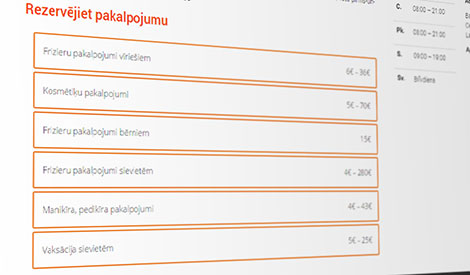 Rezervējiet pakalpojumu
Frizieru pakalpojumi vīriešiem
6€ – 36€
Kosmētiķu pakalpojumi
5€ – 70€
Frizieru pakalpojumi bērniem
15€
Frizieru pakalpojumi sievietēm
4€ – 280€
Manikīra, pedikīra pakalpojumi
4€ – 43€
Vaksācija sievietēm
5€ – 25€
C. 08:00 – 21:00
Pk. 08:00 – 21:00
S. 09:00 – 19:00
Sv. Brīvdiena